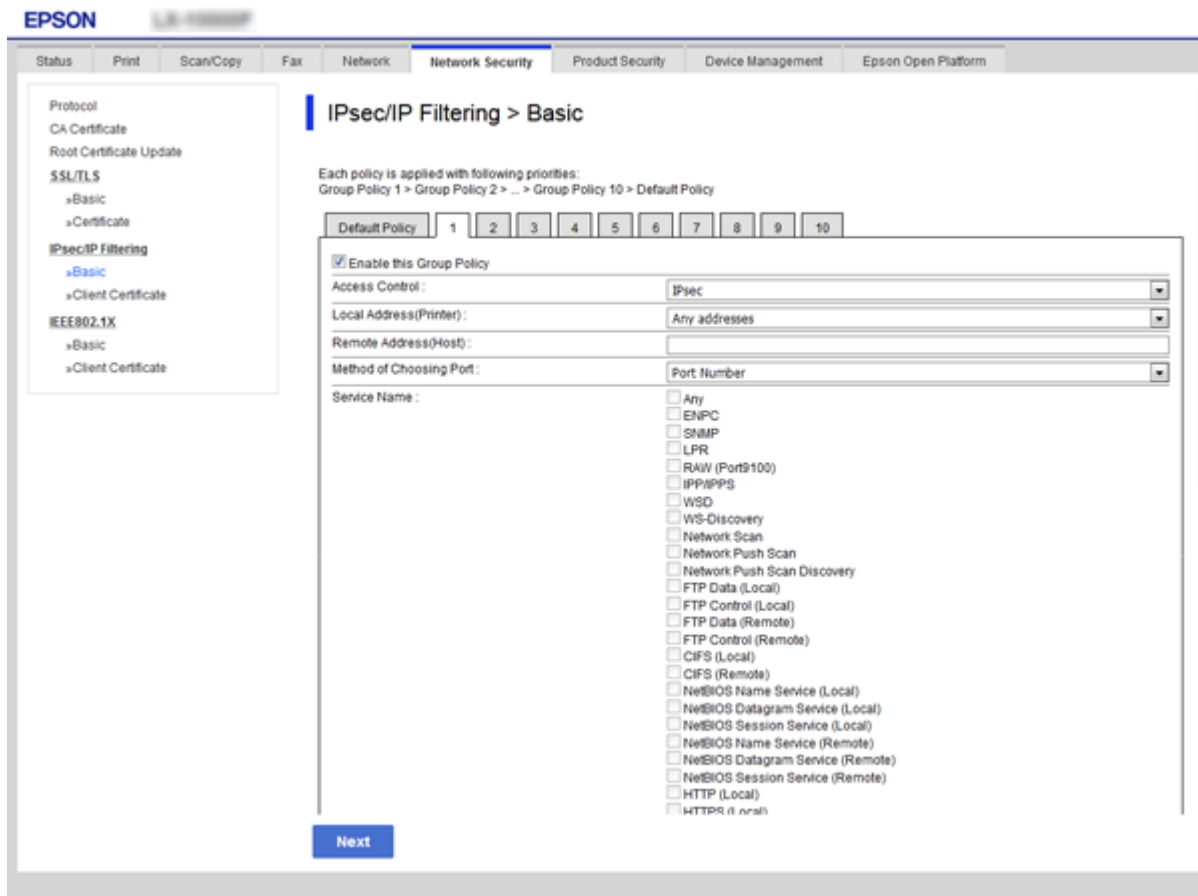 EPSON
Status Print Scan/Copy Fax Network Network Security Product Security Device Management Epson Open Platform
Protocol
CA Certificate
Root Certificate Update
SSL/TLS
»Basic
»Certificate
IPsec/IP Filtering
»Basic
»Client Certificate
IEEE802.1X
»Basic
»Client Certificate
IPsec/IP Filtering > Basic
Each policy is applied with following priorities:
Group Policy 1 > Group Policy 2 > ... > Group Policy 10 > Default Policy
Default Policy 1 2 3 4 5 6 7 8 9 10
Enable this Group Policy
Access Control : IPsec
Local Address(Printer) : Any addresses
Remote Address(Host) :
Method of Choosing Port : Port Number
Service Name : Any
ENPC
SNMP
LPR
RAW (Port9100)
IPP/IPPS
WSD
WS-Discovery
Network Scan
Network Push Scan
Network Push Scan Discovery
FTP Data (Local)
FTP Control (Local)
FTP Data (Remote)
FTP Control (Remote)
CIFS (Local)
CIFS (Remote)
NetBIOS Name Service (Local)
NetBIOS Datagram Service (Local)
NetBIOS Session Service (Local)
NetBIOS Name Service (Remote)
NetBIOS Datagram Service (Remote)
NetBIOS Session Service (Remote)
HTTP (Local)
HTTPS (Local)
Next